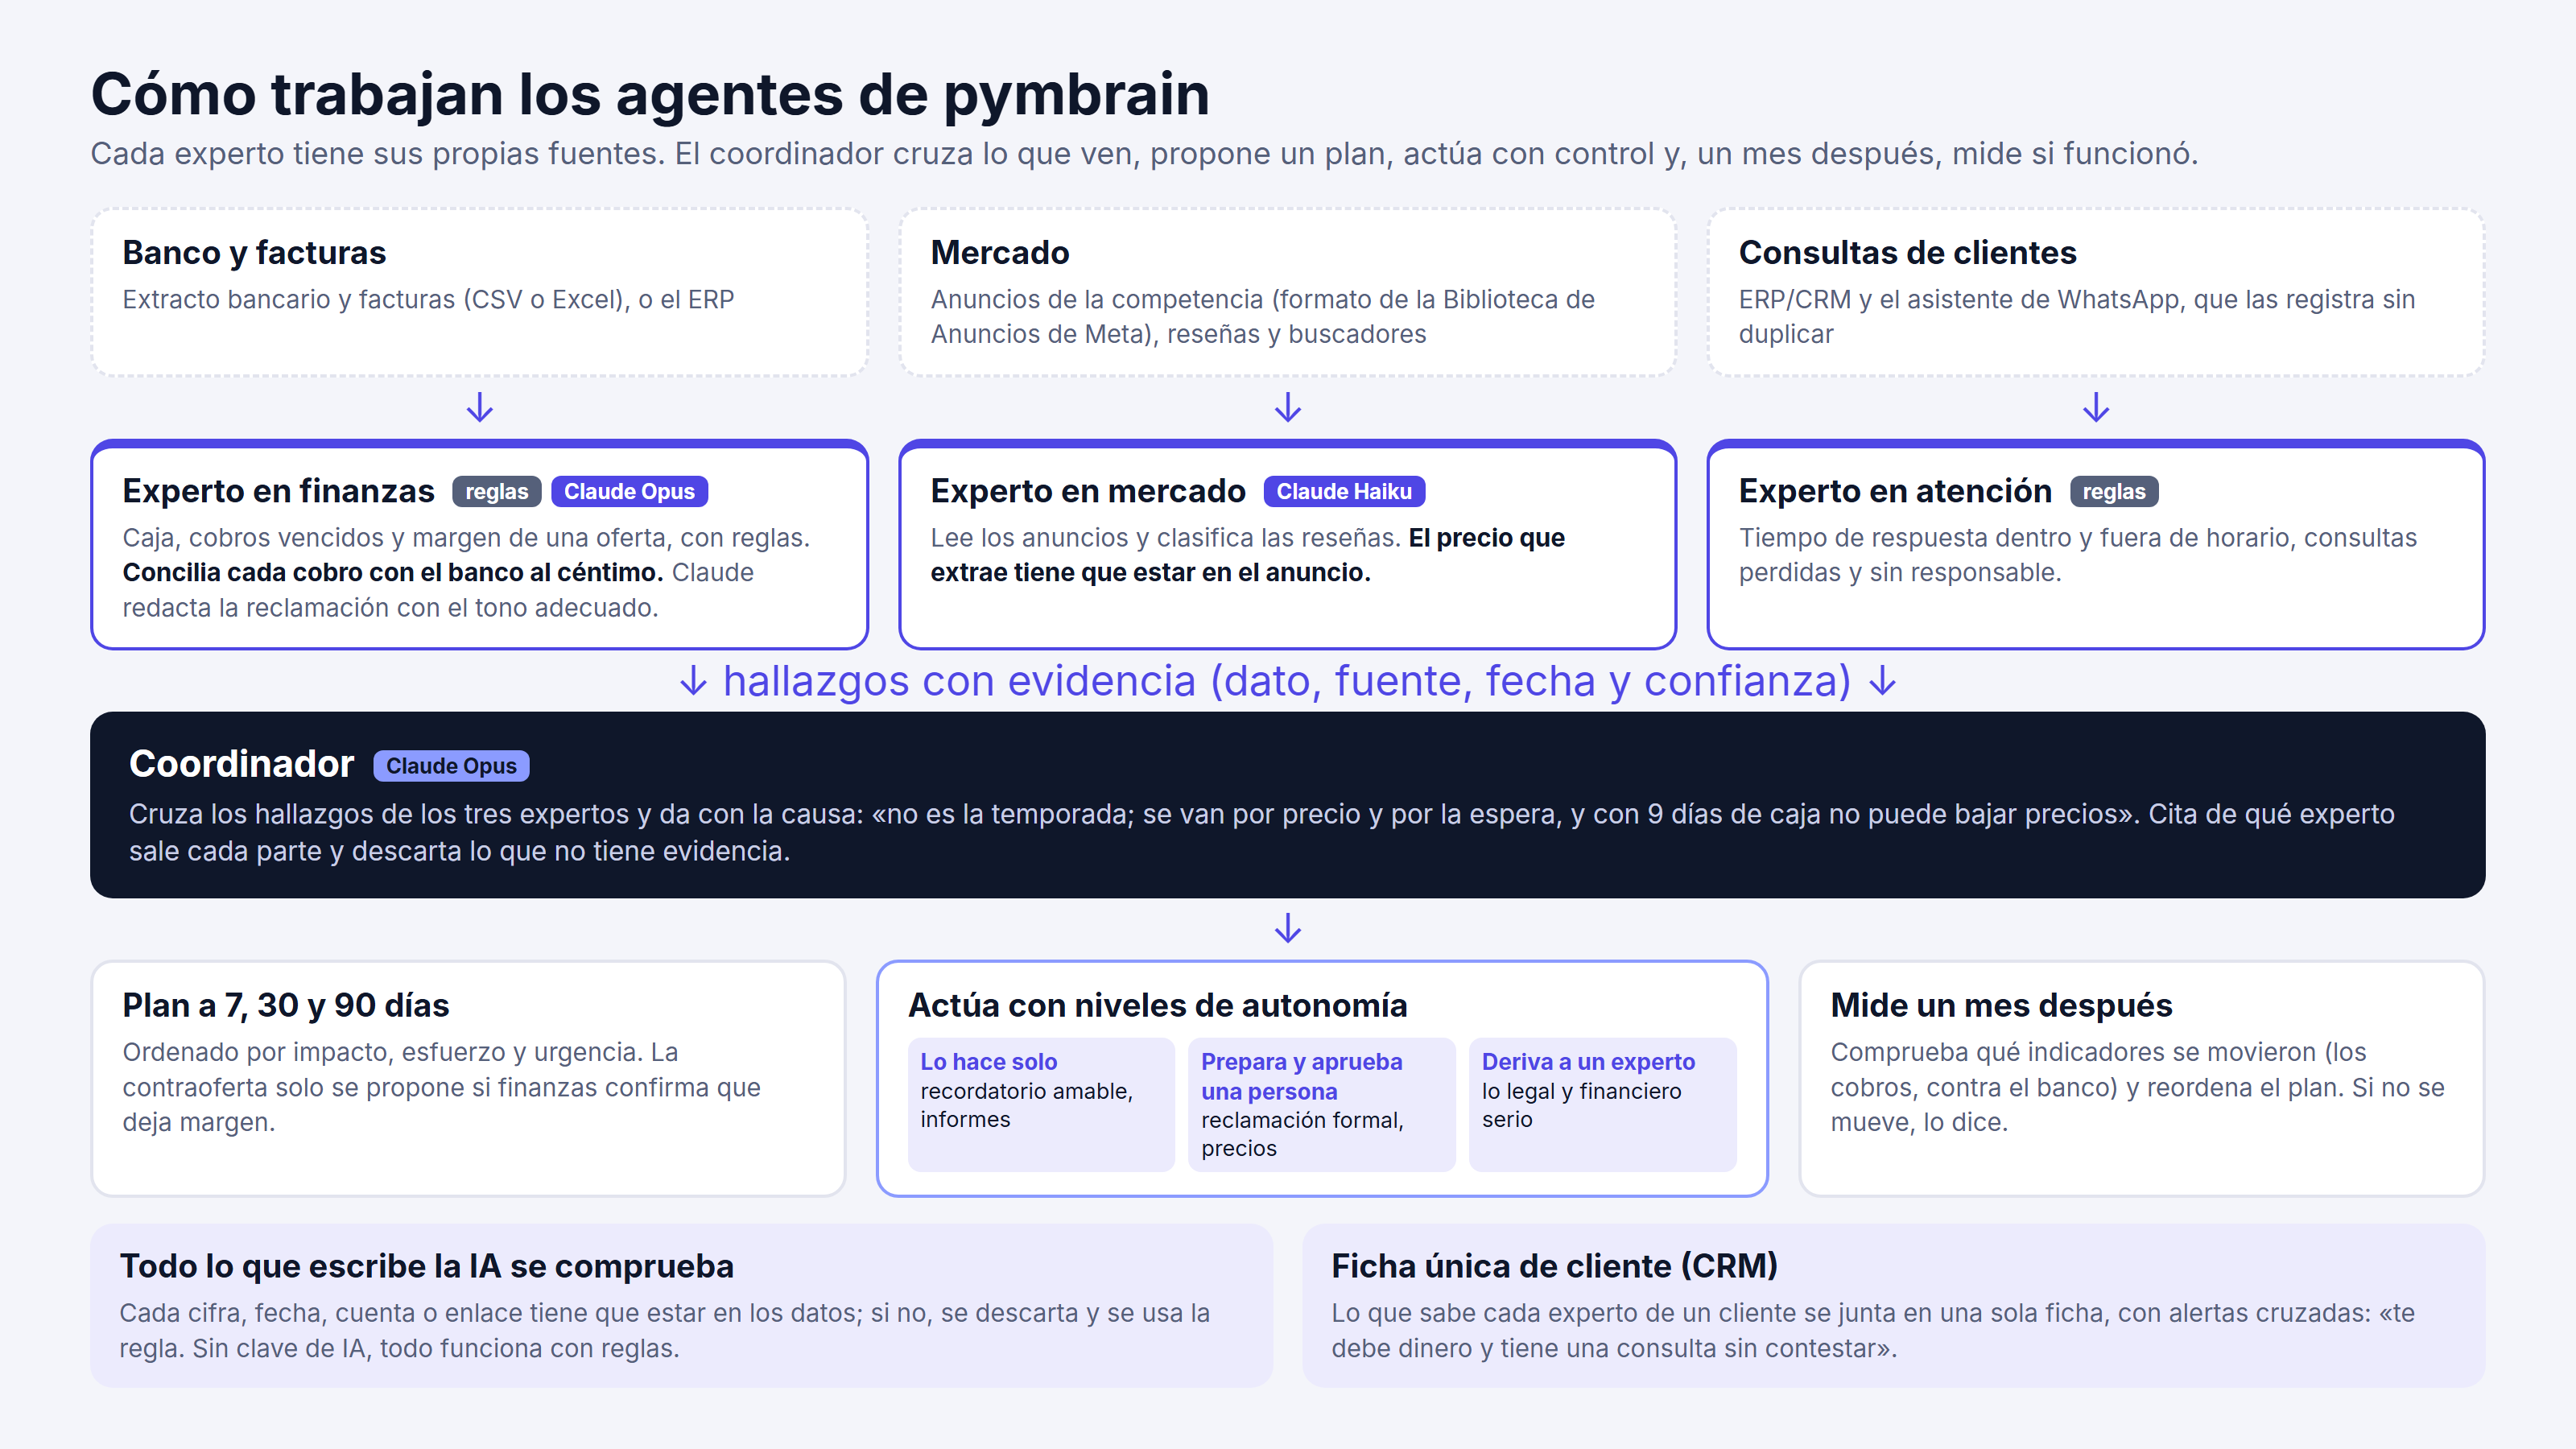 Cómo trabajan los agentes de pymbrain
Cada experto tiene sus propias fuentes. El coordinador cruza lo que ven, propone un plan, actúa con control y, un mes después, mide si funcionó.
Banco y facturas
Extracto bancario y facturas (CSV o Excel), o el ERP
Mercado
Anuncios de la competencia (formato de la Biblioteca de
Anuncios de Meta), reseñas y buscadores
Consultas de clientes
ERP/CRM y el asistente de WhatsApp, que las registra sin
duplicar
↓ ↓ ↓
Experto en finanzas reglas Claude Opus
Caja, cobros vencidos y margen de una oferta, con reglas.
Concilia cada cobro con el banco al céntimo. Claude
redacta la reclamación con el tono adecuado.
Experto en mercado Claude Haiku
Lee los anuncios y clasifica las reseñas. El precio que
extrae tiene que estar en el anuncio.
Experto en atención reglas
Tiempo de respuesta dentro y fuera de horario, consultas
perdidas y sin responsable.
↓ hallazgos con evidencia (dato, fuente, fecha y confianza) ↓
Coordinador Claude Opus
Cruza los hallazgos de los tres expertos y da con la causa: «no es la temporada; se van por precio y por la espera, y con 9 días de caja no puede bajar precios». Cita de qué experto
sale cada parte y descarta lo que no tiene evidencia.
↓
Plan a 7, 30 y 90 días
Ordenado por impacto, esfuerzo y urgencia. La
contraoferta solo se propone si finanzas confirma que
deja margen.
Actúa con niveles de autonomía
Lo hace solo
recordatorio amable,
informes
Prepara y aprueba
una persona
reclamación formal,
precios
Deriva a un experto
lo legal y financiero
serio
Mide un mes después
Comprueba qué indicadores se movieron (los
cobros, contra el banco) y reordena el plan. Si no se
mueve, lo dice.
Todo lo que escribe la IA se comprueba
Cada cifra, fecha, cuenta o enlace tiene que estar en los datos; si no, se descarta y se usa la
regla. Sin clave de IA, todo funciona con reglas.
Ficha única de cliente (CRM)
Lo que sabe cada experto de un cliente se junta en una sola ficha, con alertas cruzadas: «te
debe dinero y tiene una consulta sin contestar».